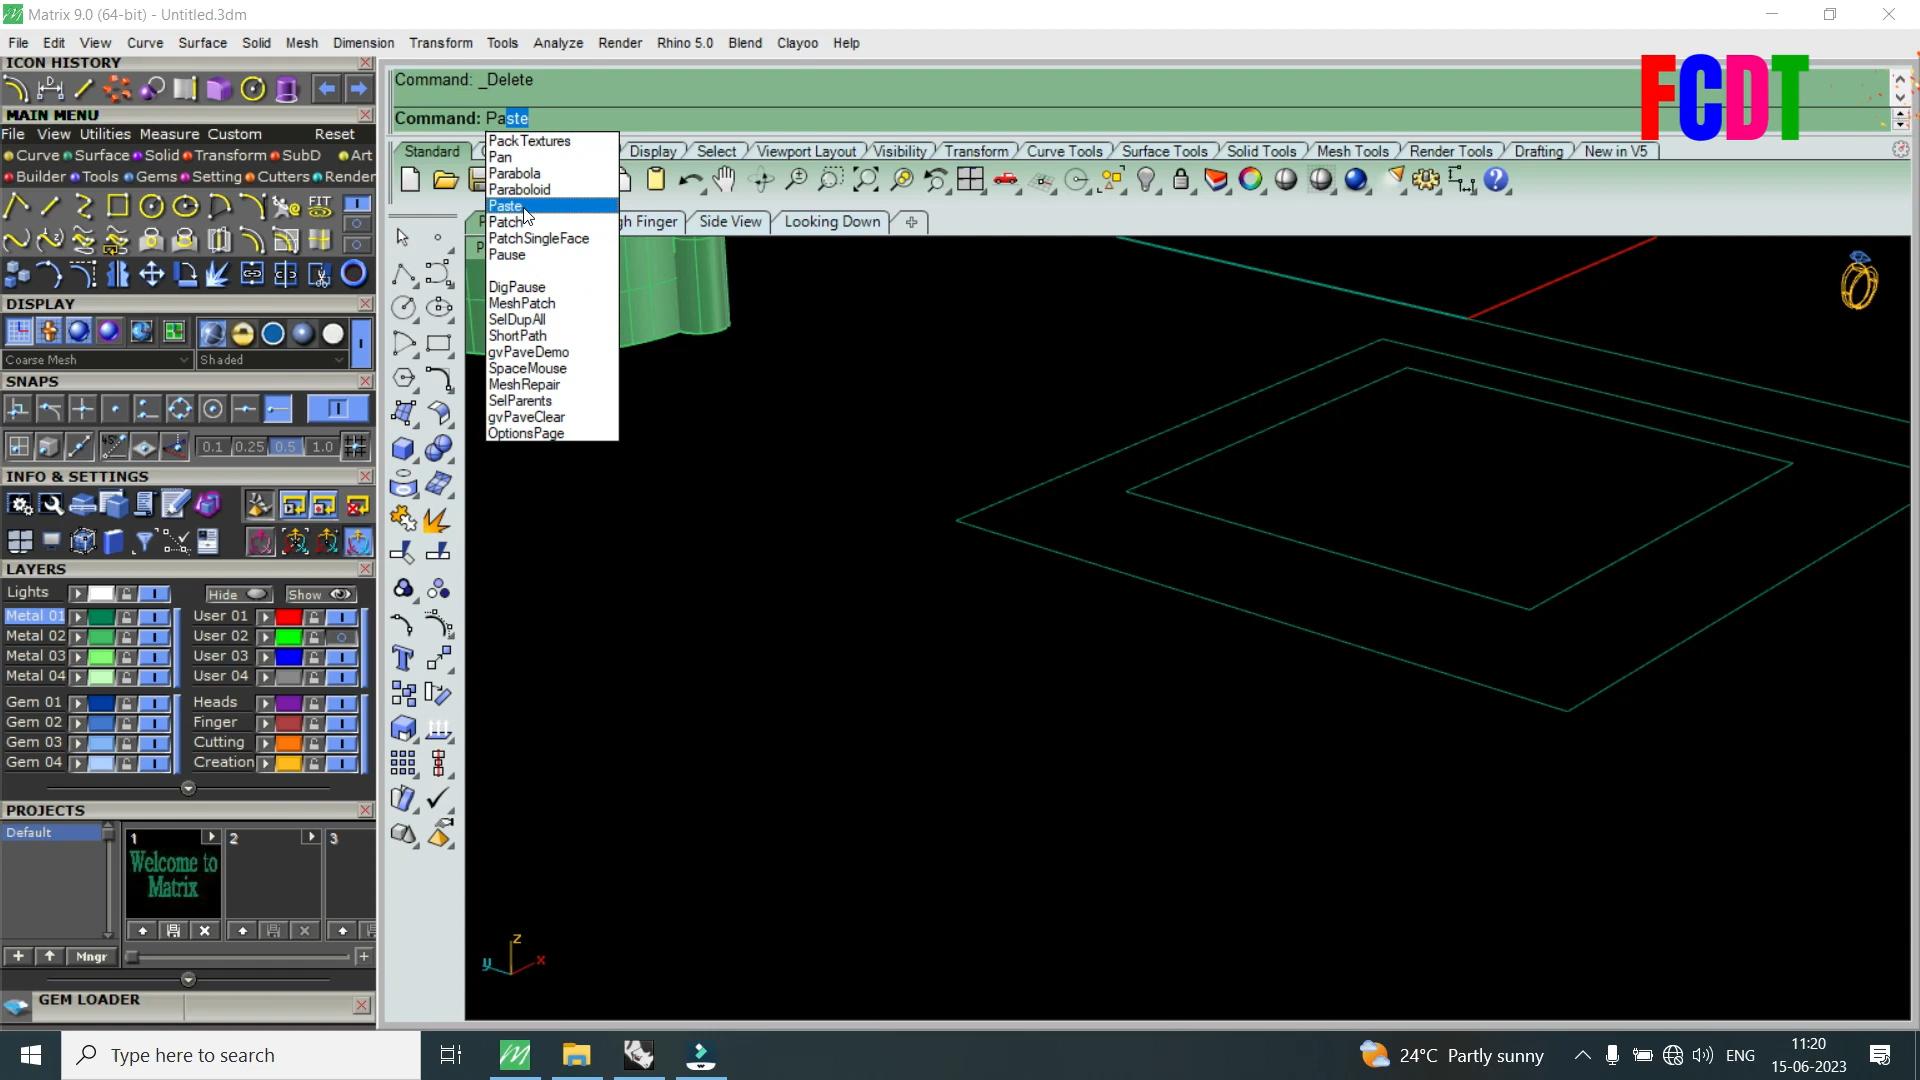 Matrix 9.0 (64-bit) - Untitled.3dm
File Edit View Curve Surface Solid Mesh Dimension Transform Tools Analyze Render Rhino 5.0 Blend Clayoo Help
ICON HISTORY
MAIN MENU
File View Utilities Measure Custom Reset
Curve Surface Solid Transform SubD Art
Builder Tools Gems Setting Cutters Render
FIT
DISPLAY
Coarse Mesh Shaded
SNAPS
0.1 0.25 0.5 1.0
INFO & SETTINGS
LAYERS
Lights Hide Show
Metal 01 User 01
Metal 02 User 02
Metal 03 User 03
Metal 04 User 04
Gem 01 Heads
Gem 02 Finger
Gem 03 Cutting
Gem 04 Creation
PROJECTS
Default 1 2 3
Welcome to
Matrix
Mngr
GEM LOADER
Command: _Delete
Command: Paste
FCDT
Standard Display Select Viewport Layout Visibility Transform Curve Tools Surface Tools Solid Tools Mesh Tools Render Tools Drafting New in V5
PackTextures
Pan
Parabola
Paraboloid
Paste
Patch
PatchSingleFace
Pause
DigPause
MeshPatch
SelDupAll
ShortPath
gvPaveDemo
SpaceMouse
MeshRepair
SelParents
gvPaveClear
OptionsPage
gh Finger Side View Looking Down
z
y x
Type here to search
24°C Partly sunny
ENG
11:20
15-06-2023